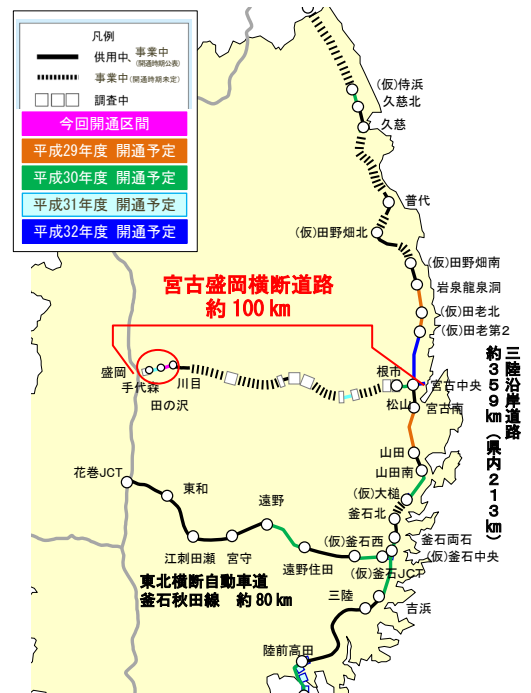 凡例
供用中、事業中
(開通時期公表)
事業中(開通時期未定)
調査中
今回開通区間
平成29年度 開通予定
平成30年度 開通予定
平成31年度 開通予定
平成32年度 開通予定
(仮)侍浜
久慈北
久慈
普代
(仮)田野畑北
(仮)田野畑南
岩泉龍泉洞
(仮)田老北
(仮)田老第2
宮古盛岡横断道路
約 100 km
盛岡
手代森
田の沢
川目
根市
松山
宮古中央
宮古南
三陸沿岸道路
約359km(県内213km)
山田
山田南
(仮)大槌
釜石北
釜石両石
(仮)釜石中央
(仮)釜石西
(仮)釜石JCT
花巻JCT
東和
江刺田瀬
宮守
遠野
遠野住田
東北横断自動車道
釜石秋田線 約 80 km
三陸
吉浜
陸前高田